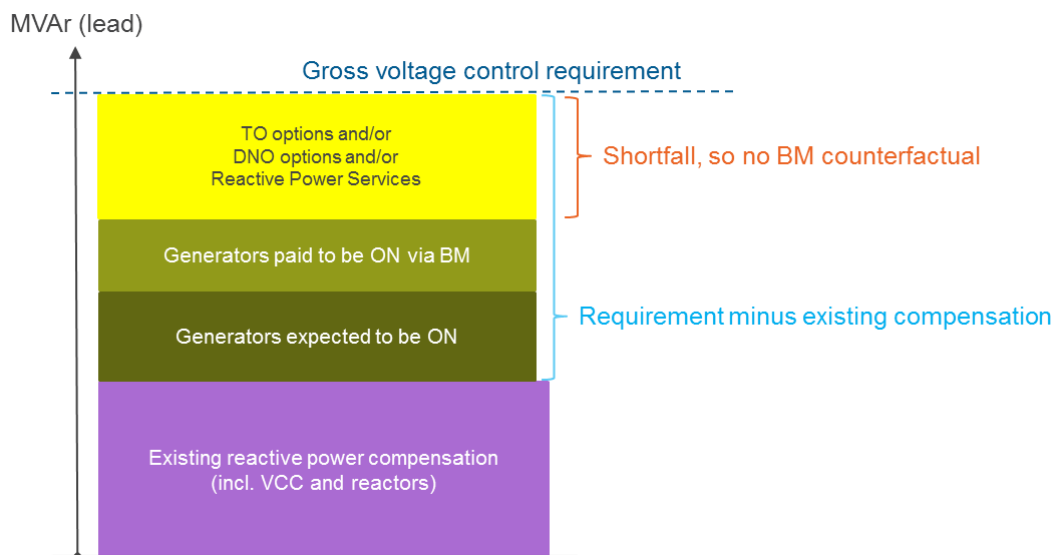 MVAr (lead)
Gross voltage control requirement
TO options and/or
DNO options and/or
Reactive Power Services
Shortfall, so no BM counterfactual
Generators paid to be ON via BM
Requirement minus existing compensation
Generators expected to be ON
Existing reactive power compensation
(incl. VCC and reactors)